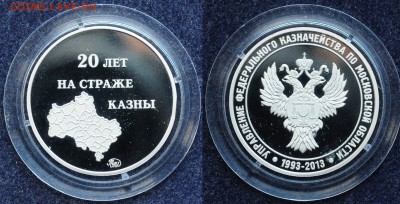 20 ЛЕТ
НА СТРАЖЕ
КАЗНЫ
УПРАВЛЕНИЕ ФЕДЕРАЛЬНОГО КАЗНАЧЕЙСТВА ПО МОСКОВСКОЙ ОБЛАСТИ
• 1993-2013 •